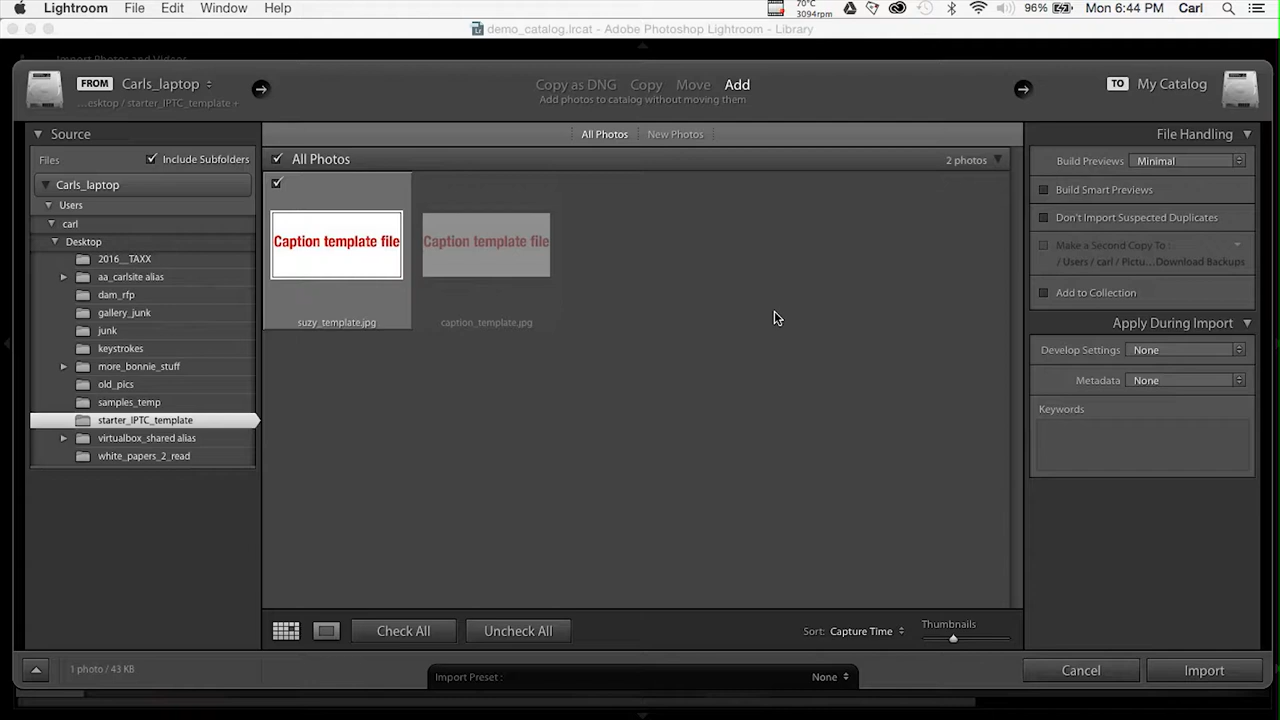 Lightroom File Edit Window Help 70°C 3094rpm 96% Mon 6:44 PM Carl
demo_catalog.lrcat - Adobe Photoshop Lightroom - Library
Import Photos and Videos
FROM Carls_laptop
...esktop / starter_IPTC_template +
Copy as DNG Copy Move Add
Add photos to catalog without moving them
TO My Catalog
Source
Files Include Subfolders
Carls_laptop
Users
carl
Desktop
2016__TAXX
aa_carlsite alias
dam_rfp
gallery_junk
junk
keystrokes
more_bonnie_stuff
old_pics
samples_temp
starter_IPTC_template
virtualbox_shared alias
white_papers_2_read
All Photos New Photos
All Photos 2 photos
Caption template file
suzy_template.jpg
Caption template file
caption_template.jpg
File Handling
Build Previews Minimal
Build Smart Previews
Don't Import Suspected Duplicates
Make a Second Copy To :
/ Users / carl / Pictu...Download Backups
Add to Collection
Apply During Import
Develop Settings None
Metadata None
Keywords
Check All Uncheck All Sort: Capture Time Thumbnails
1 photo / 43 KB
Import Preset : None
Cancel Import